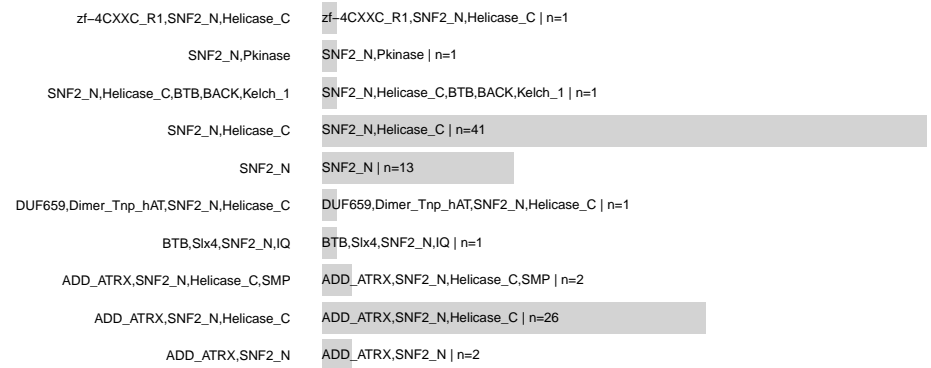 zf−4CXXC_R1,SNF2_N,Helicase_C zf−4CXXC_R1,SNF2_N,Helicase_C | n=1
SNF2_N,Pkinase SNF2_N,Pkinase | n=1
SNF2_N,Helicase_C,BTB,BACK,Kelch_1 SNF2_N,Helicase_C,BTB,BACK,Kelch_1 | n=1
SNF2_N,Helicase_C SNF2_N,Helicase_C | n=41
SNF2_N SNF2_N | n=13
DUF659,Dimer_Tnp_hAT,SNF2_N,Helicase_C DUF659,Dimer_Tnp_hAT,SNF2_N,Helicase_C | n=1
BTB,Slx4,SNF2_N,IQ BTB,Slx4,SNF2_N,IQ | n=1
ADD_ATRX,SNF2_N,Helicase_C,SMP ADD_ATRX,SNF2_N,Helicase_C,SMP | n=2
ADD_ATRX,SNF2_N,Helicase_C ADD_ATRX,SNF2_N,Helicase_C | n=26
ADD_ATRX,SNF2_N ADD_ATRX,SNF2_N | n=2